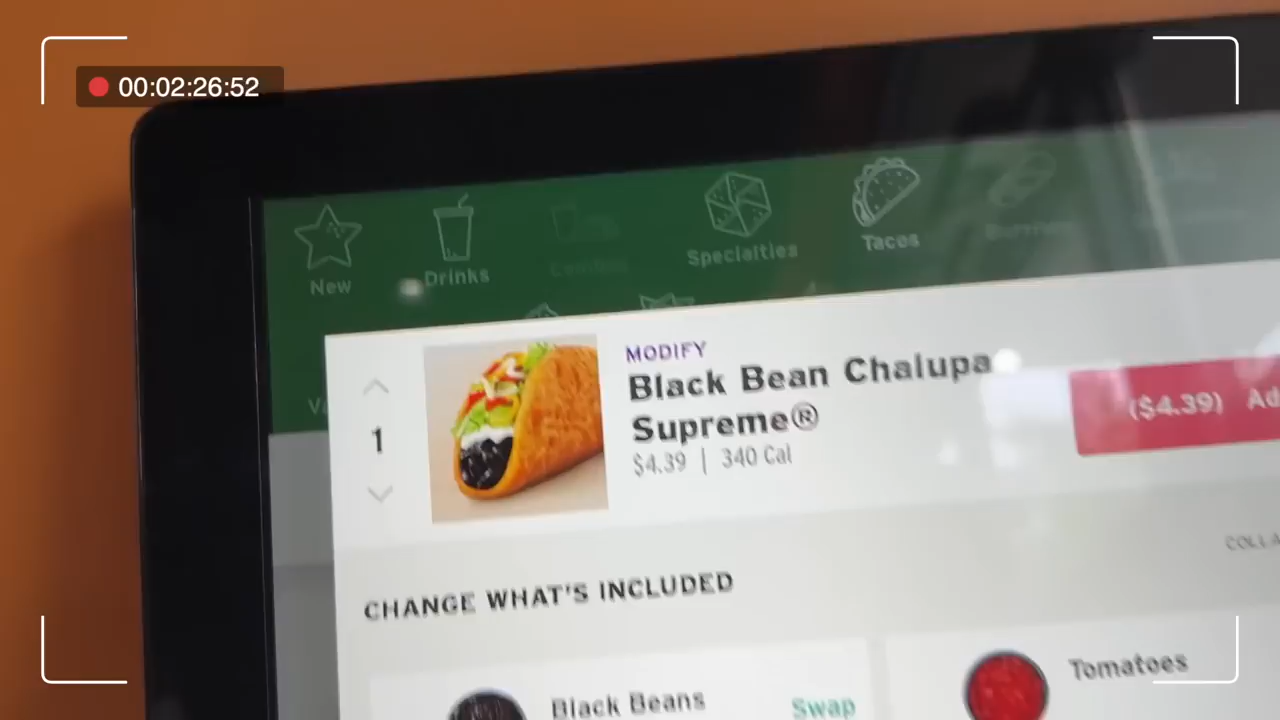 00:02:26:52
New
Drinks
Specialties
Tacos
MODIFY
Black Bean Chalupa
Supreme®
$4.39 | 340 Cal
1
($4.39)
CHANGE WHAT'S INCLUDED
Black Beans
Swap
Tomatoes